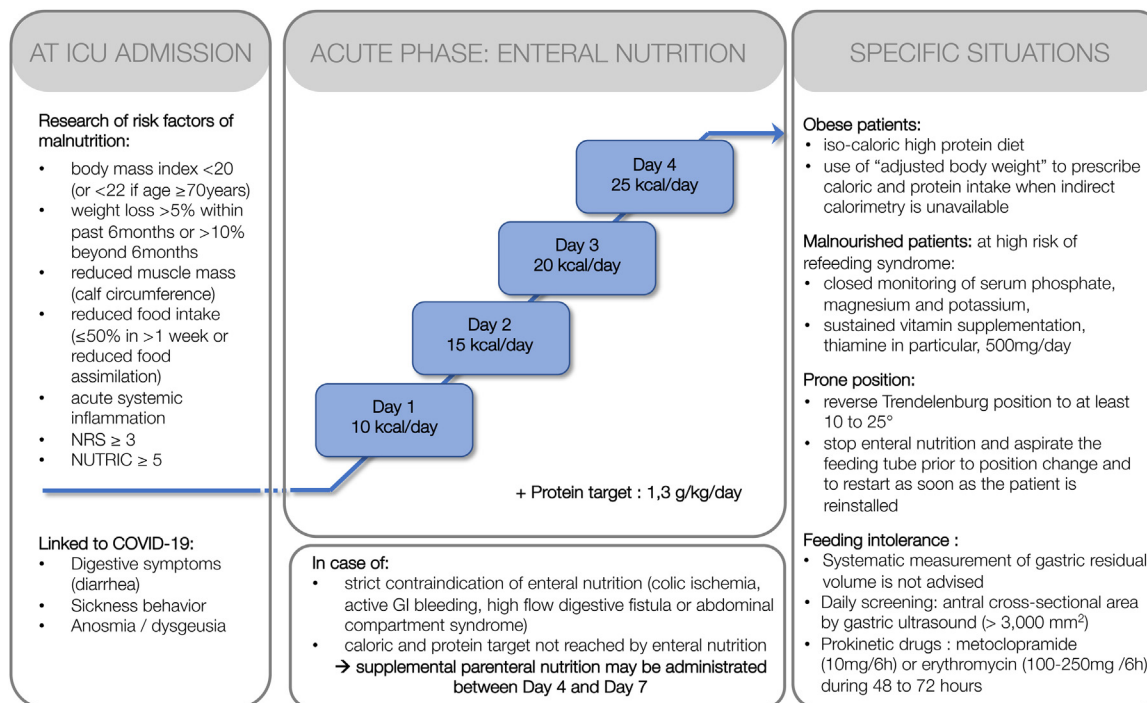 AT ICU ADMISSION
Research of risk factors of
malnutrition:
• body mass index <20
(or <22 if age ≥70years)
• weight loss >5% within
past 6months or >10%
beyond 6months
• reduced muscle mass
(calf circumference)
• reduced food intake
(≤50% in >1 week or
reduced food
assimilation)
• acute systemic
inflammation
• NRS ≥ 3
• NUTRIC ≥ 5
Linked to COVID-19:
• Digestive symptoms
(diarrhea)
• Sickness behavior
• Anosmia / dysgeusia
ACUTE PHASE: ENTERAL NUTRITION
Day 1
10 kcal/day
Day 2
15 kcal/day
Day 3
20 kcal/day
Day 4
25 kcal/day
+ Protein target : 1,3 g/kg/day
In case of:
• strict contraindication of enteral nutrition (colic ischemia,
active GI bleeding, high flow digestive fistula or abdominal
compartment syndrome)
• caloric and protein target not reached by enteral nutrition
→ supplemental parenteral nutrition may be administrated
between Day 4 and Day 7
SPECIFIC SITUATIONS
Obese patients:
• iso-caloric high protein diet
• use of “adjusted body weight” to prescribe
caloric and protein intake when indirect
calorimetry is unavailable
Malnourished patients: at high risk of
refeeding syndrome:
• closed monitoring of serum phosphate,
magnesium and potassium,
• sustained vitamin supplementation,
thiamine in particular, 500mg/day
Prone position:
• reverse Trendelenburg position to at least
10 to 25°
• stop enteral nutrition and aspirate the
feeding tube prior to position change and
to restart as soon as the patient is
reinstalled
Feeding intolerance :
• Systematic measurement of gastric residual
volume is not advised
• Daily screening: antral cross-sectional area
by gastric ultrasound (> 3,000 mm²)
• Prokinetic drugs : metoclopramide
(10mg/6h) or erythromycin (100-250mg /6h)
during 48 to 72 hours